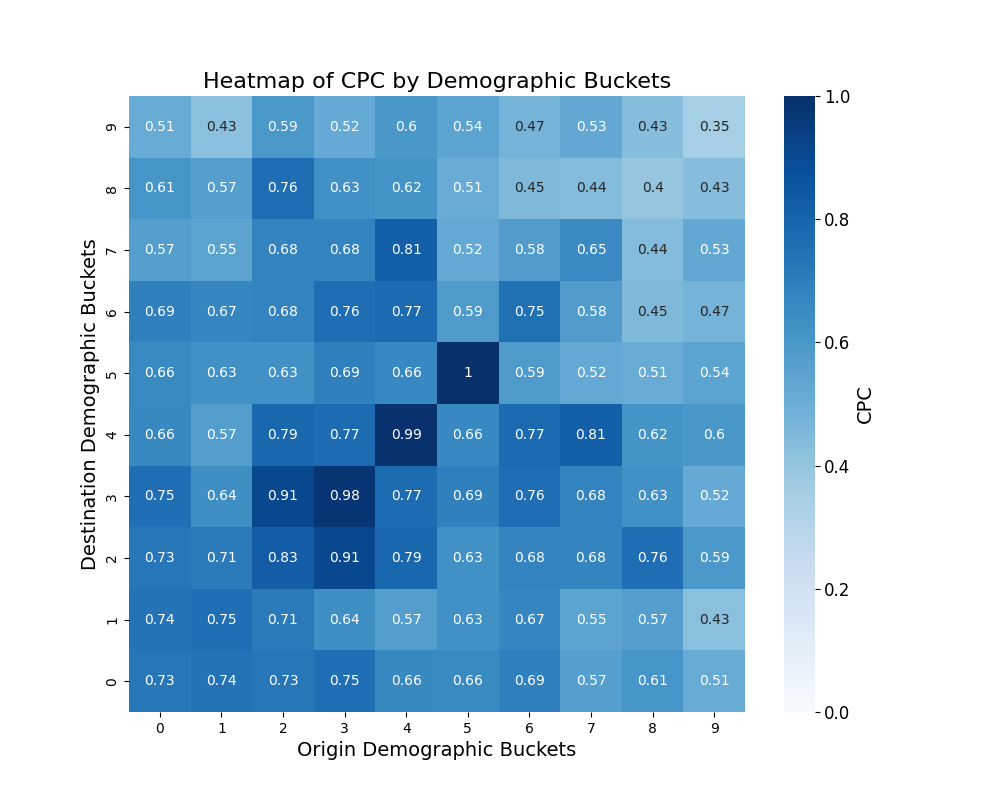 Heatmap of CPC by Demographic Buckets
9 0.51 0.43 0.59 0.52 0.6 0.54 0.47 0.53 0.43 0.35
8 0.61 0.57 0.76 0.63 0.62 0.51 0.45 0.44 0.4 0.43
7 0.57 0.55 0.68 0.68 0.81 0.52 0.58 0.65 0.44 0.53
6 0.69 0.67 0.68 0.76 0.77 0.59 0.75 0.58 0.45 0.47
5 0.66 0.63 0.63 0.69 0.66 1 0.59 0.52 0.51 0.54
4 0.66 0.57 0.79 0.77 0.99 0.66 0.77 0.81 0.62 0.6
3 0.75 0.64 0.91 0.98 0.77 0.69 0.76 0.68 0.63 0.52
2 0.73 0.71 0.83 0.91 0.79 0.63 0.68 0.68 0.76 0.59
1 0.74 0.75 0.71 0.64 0.57 0.63 0.67 0.55 0.57 0.43
0 0.73 0.74 0.73 0.75 0.66 0.66 0.69 0.57 0.61 0.51
0 1 2 3 4 5 6 7 8 9
Origin Demographic Buckets
Destination Demographic Buckets
1.0
0.8
0.6
0.4
0.2
0.0
CPC